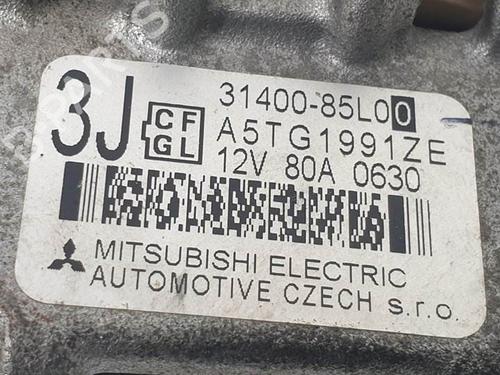 3J
CF
GL
31400-85L00
A5TG1991ZE
12V 80A 0630
MITSUBISHI ELECTRIC
AUTOMOTIVE CZECH s.r.o.